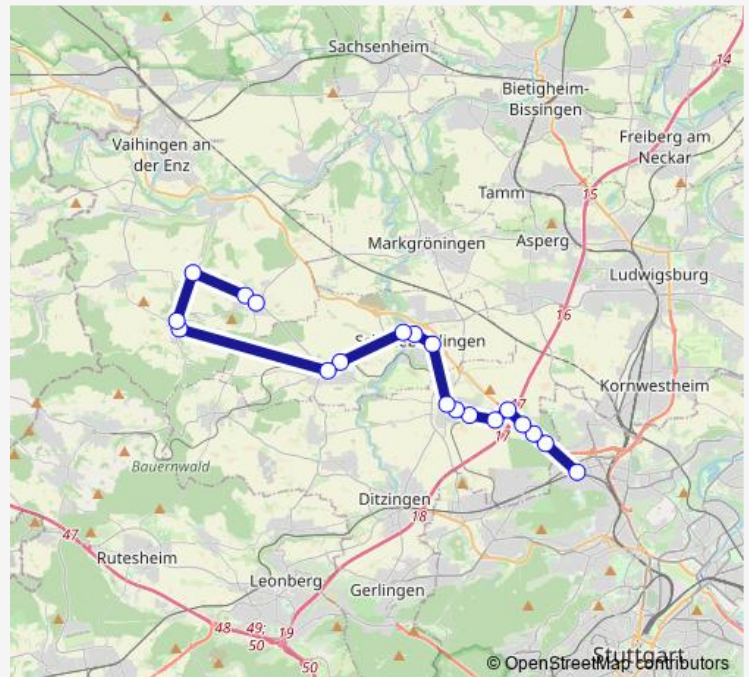 14
Sachsenheim
Bietigheim-
Bissingen
Vaihingen an
der Enz
Freiberg am
Neckar
Tamm
15
Markgröningen
Asperg
Ludwigsburg
16
Kornwestheim
17
17
Bauernwald
Ditzingen
18
47
Rutesheim
Leonberg
Gerlingen
48
49;
50
19
50
Stuttgart
© OpenStreetMap contributors